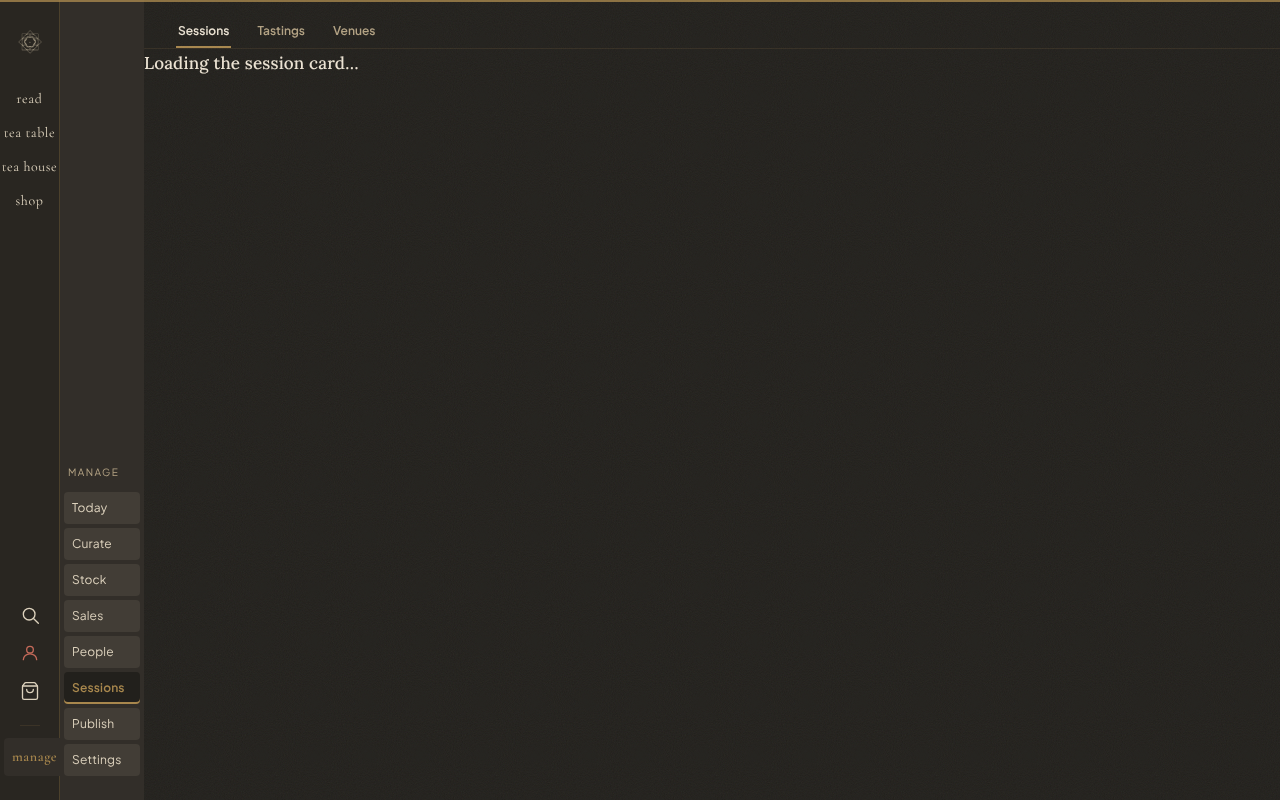 Sessions
Tastings
Venues
Loading the session card...
read
tea table
tea house
shop
MANAGE
Today
Curate
Stock
Sales
People
Sessions
Publish
manage
Settings